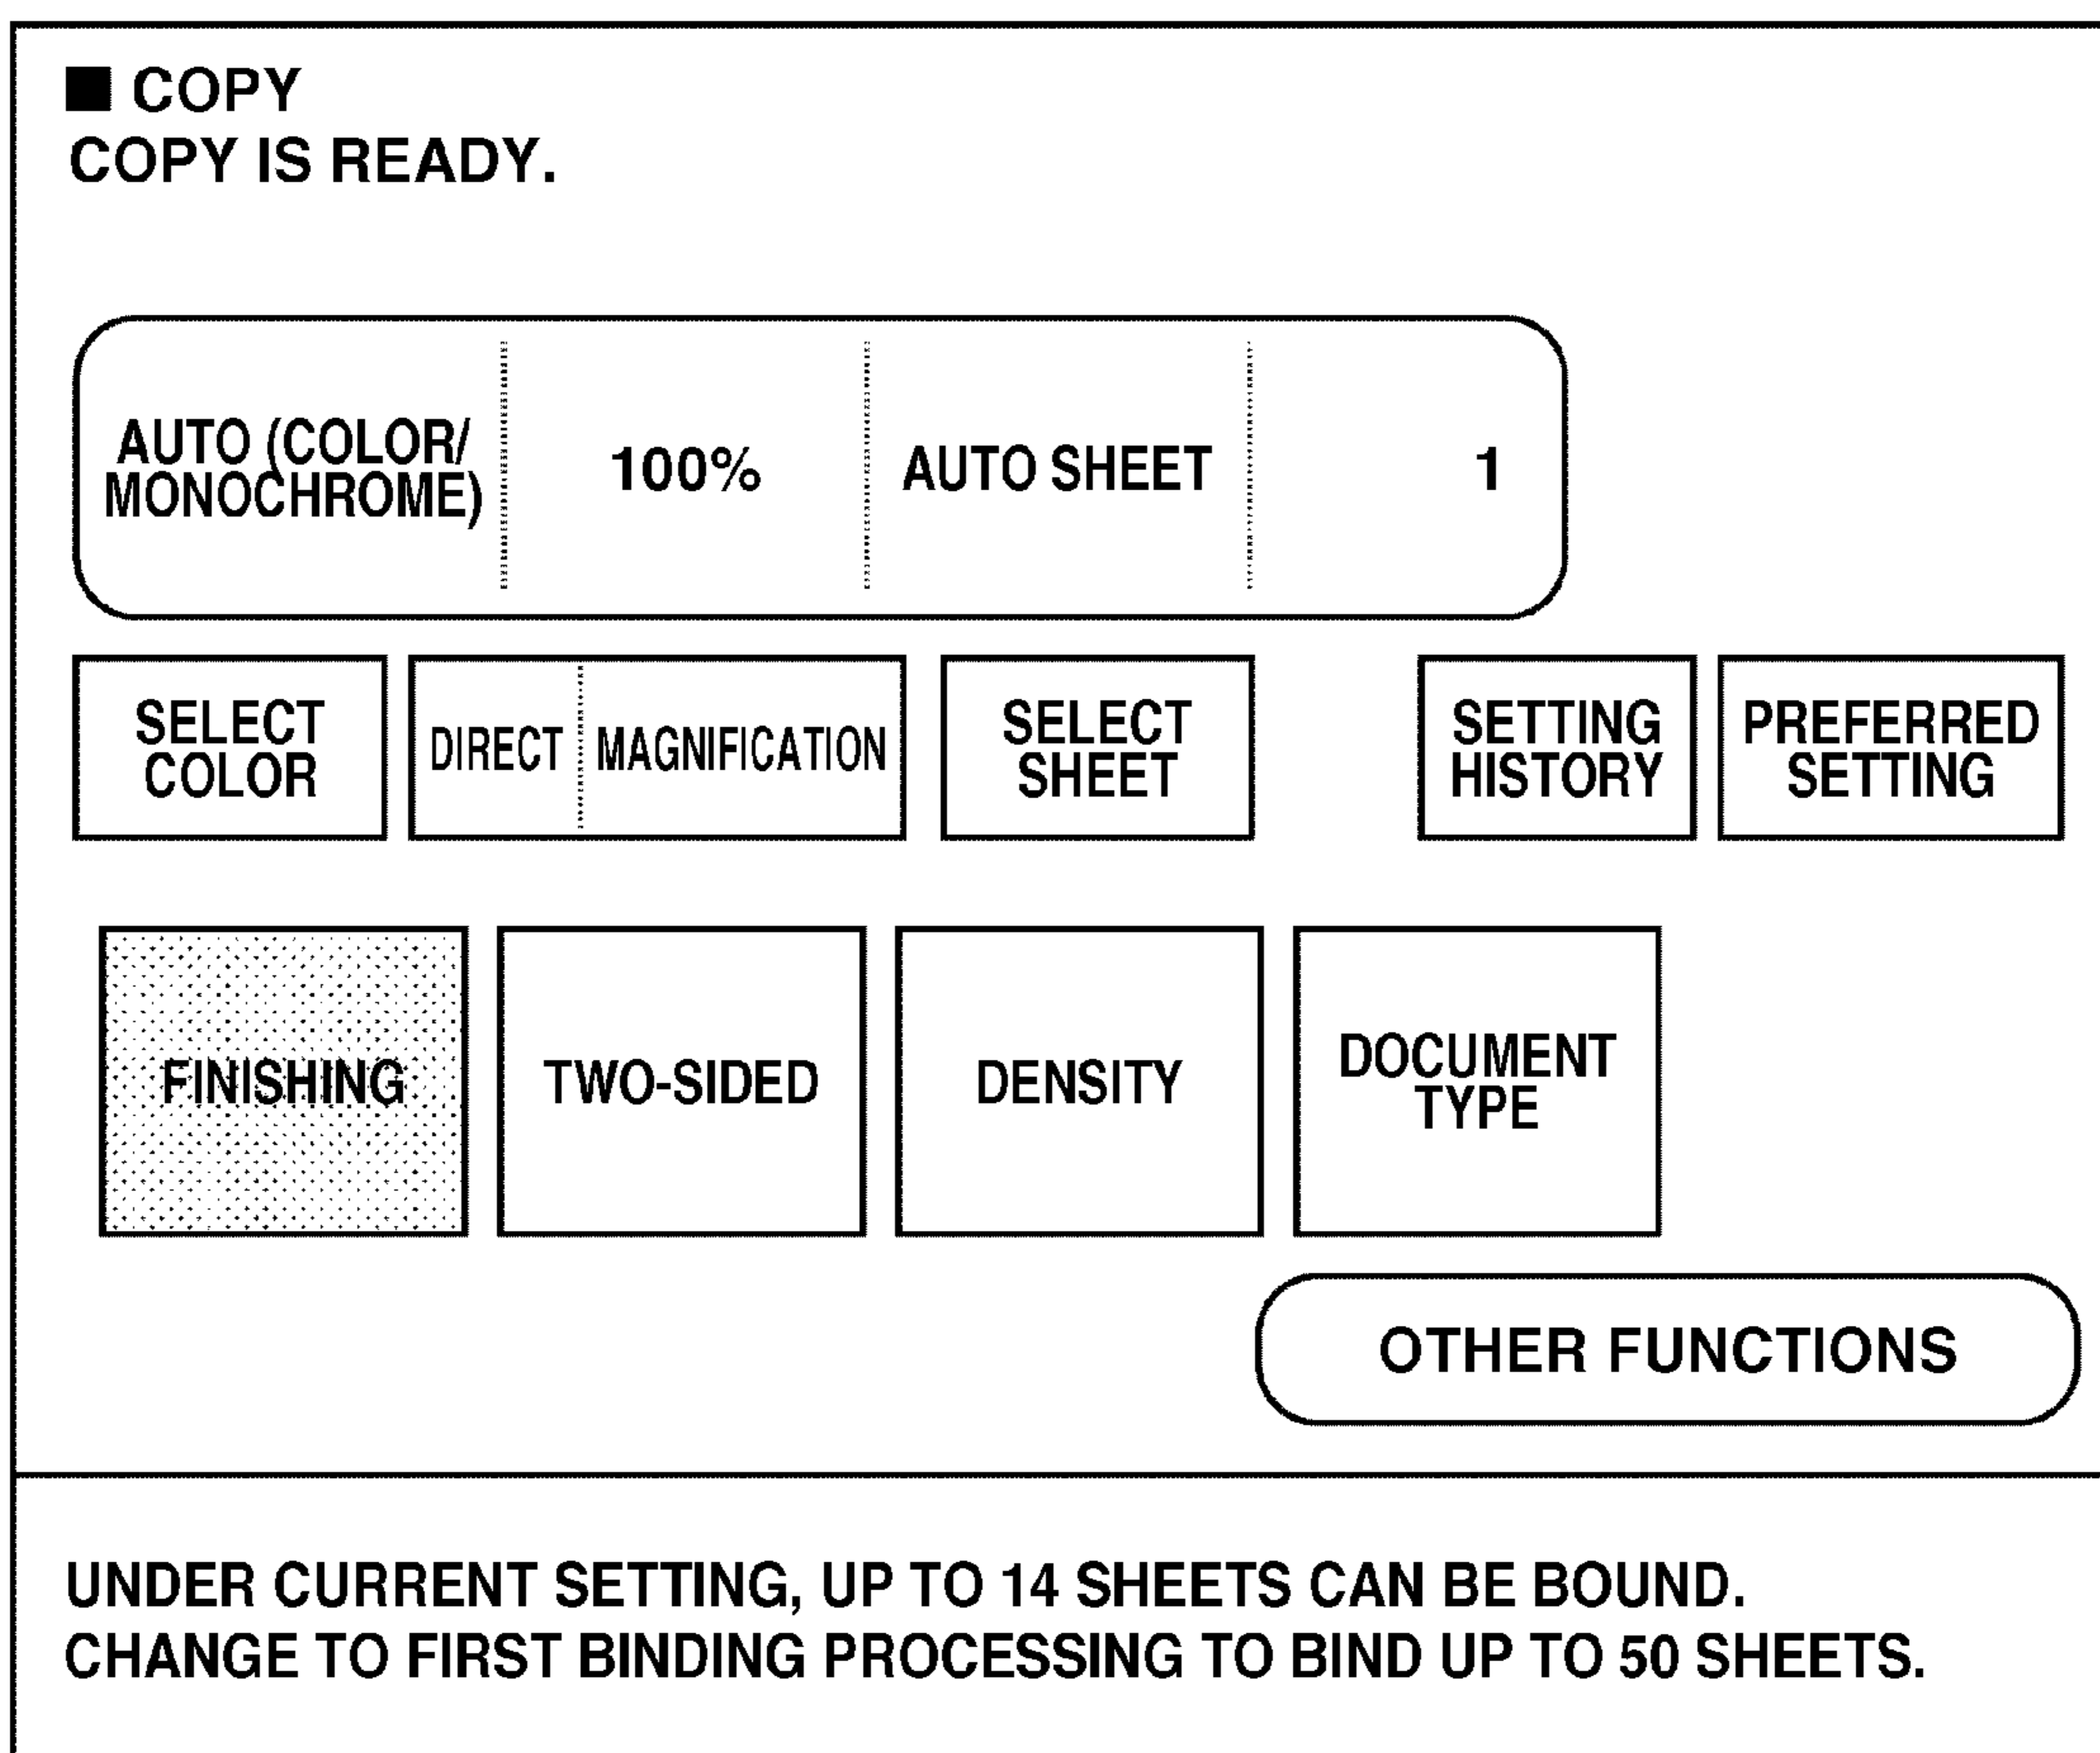 ■ COPY
COPY IS READY.
AUTO (COLOR/
MONOCHROME)
100%
AUTO SHEET
1
SELECT
COLOR
DIRECT
MAGNIFICATION
SELECT
SHEET
SETTING
HISTORY
PREFERRED
SETTING
FINISHING
TWO-SIDED
DENSITY
DOCUMENT
TYPE
OTHER FUNCTIONS
UNDER CURRENT SETTING, UP TO 14 SHEETS CAN BE BOUND.
CHANGE TO FIRST BINDING PROCESSING TO BIND UP TO 50 SHEETS.